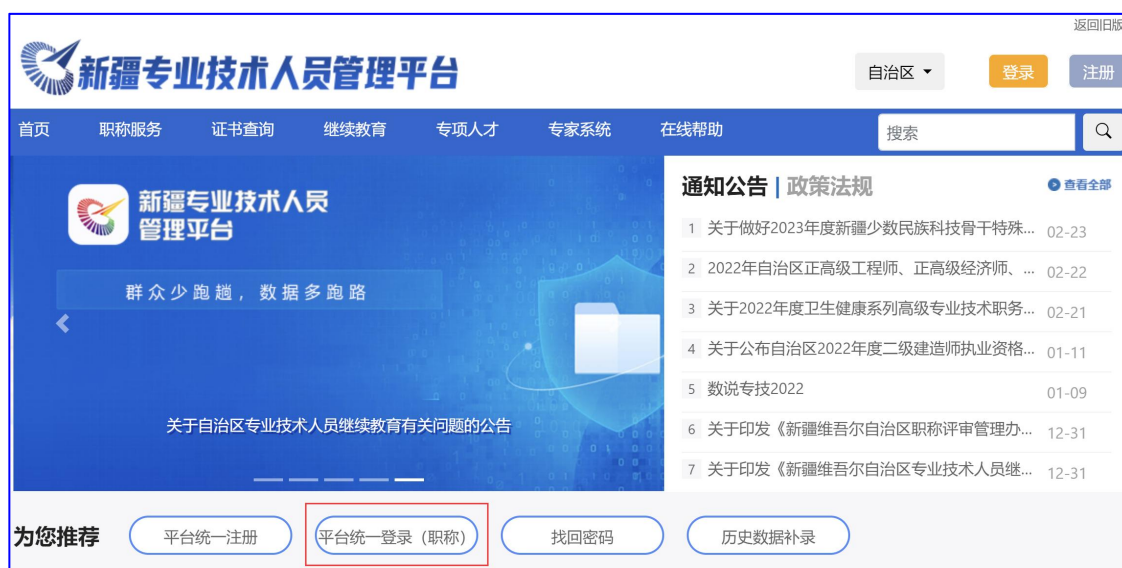 返回旧版
新疆专业技术人员管理平台
自治区
登录
注册
首页 职称服务 证书查询 继续教育 专项人才 专家系统 在线帮助
搜索
新疆专业技术人员
管理平台
群众少跑趟，数据多跑路
关于自治区专业技术人员继续教育有关问题的公告
通知公告 | 政策法规 查看全部
1 关于做好2023年度新疆少数民族科技骨干特殊... 02-23
2 2022年自治区正高级工程师、正高级经济师、... 02-22
3 关于2022年度卫生健康系列高级专业技术职务... 02-21
4 关于公布自治区2022年度二级建造师执业资格... 01-11
5 数说专技2022 01-09
6 关于印发《新疆维吾尔自治区职称评审管理办... 12-31
7 关于印发《新疆维吾尔自治区专业技术人员继... 12-31
为您推荐 平台统一注册 平台统一登录（职称） 找回密码 历史数据补录